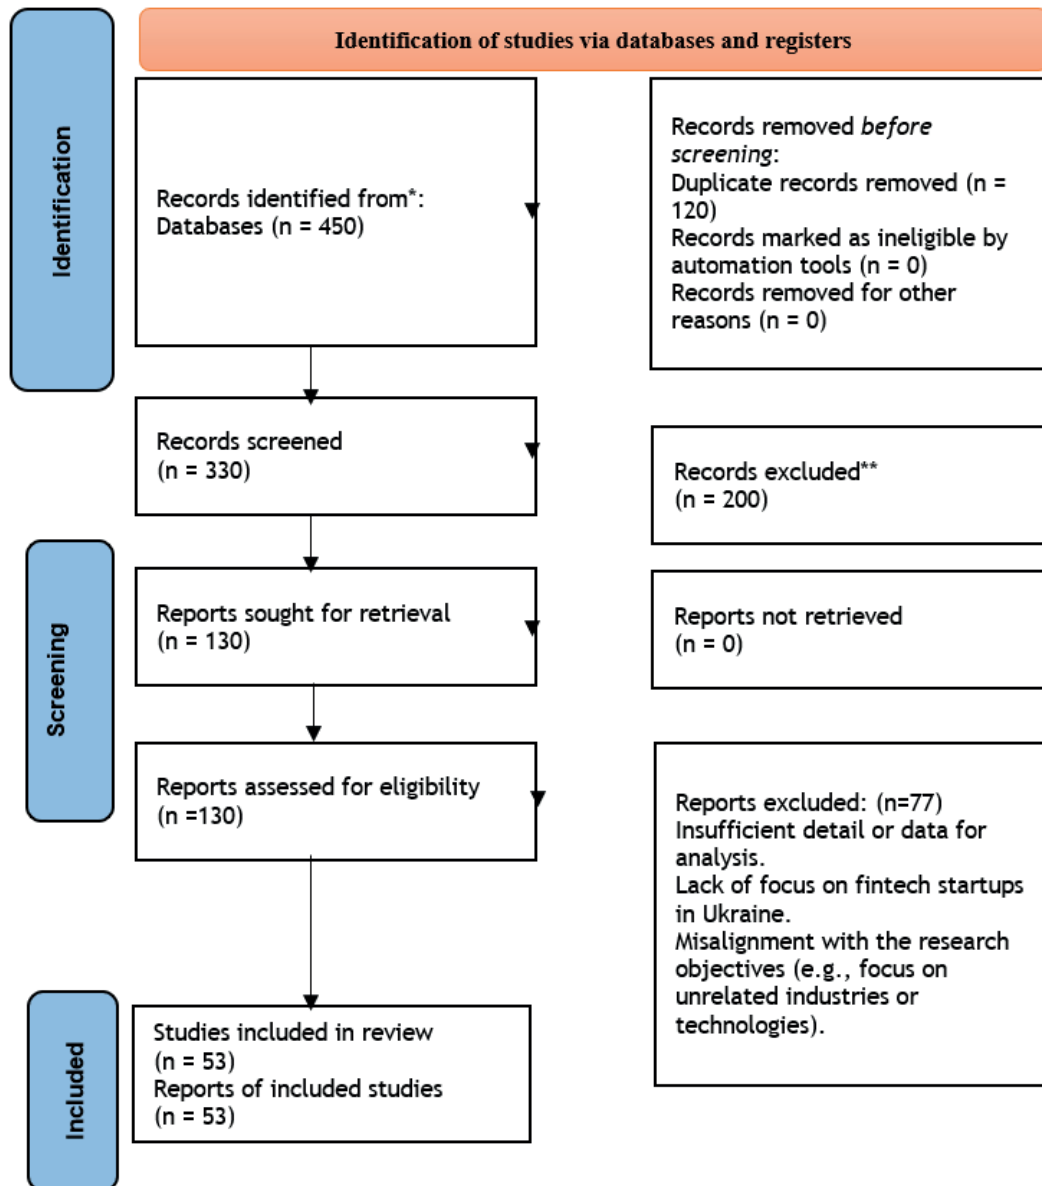 Identification of studies via databases and registers
Identification
Records identified from*:
Databases (n = 450)
Records removed before
screening:
Duplicate records removed (n =
120)
Records marked as ineligible by
automation tools (n = 0)
Records removed for other
reasons (n = 0)
Records screened
(n = 330)
Records excluded**
(n = 200)
Screening
Reports sought for retrieval
(n = 130)
Reports not retrieved
(n = 0)
Reports assessed for eligibility
(n =130)
Reports excluded: (n=77)
Insufficient detail or data for
analysis.
Lack of focus on fintech startups
in Ukraine.
Misalignment with the research
objectives (e.g., focus on
unrelated industries or
technologies).
Included
Studies included in review
(n = 53)
Reports of included studies
(n = 53)